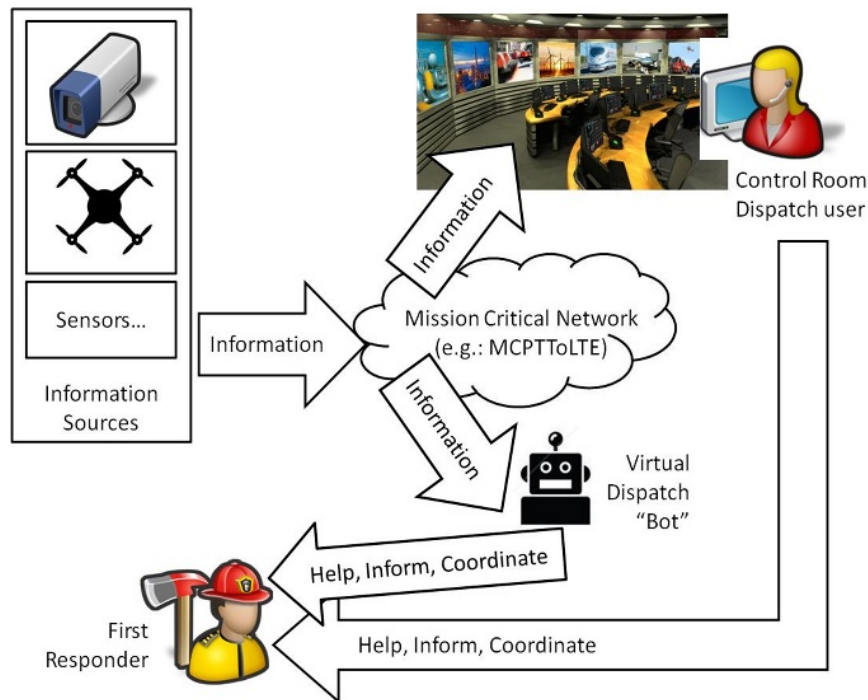 Control Room
Dispatch user
Information
Sensors...
Information
Sources
Information
Mission Critical Network
(e.g.: MCPTToLTE)
Information
Virtual
Dispatch
“Bot”
Help, Inform, Coordinate
First
Responder
Help, Inform, Coordinate